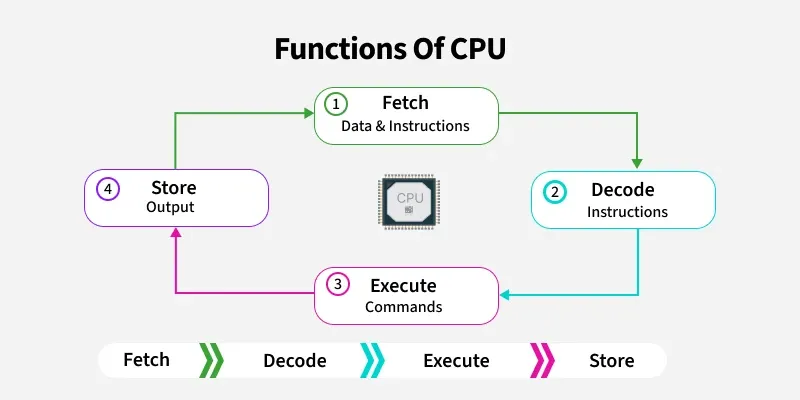 Functions Of CPU
1 Fetch
Data & Instructions
4 Store
Output
CPU
2 Decode
Instructions
3 Execute
Commands
Fetch Decode Execute Store